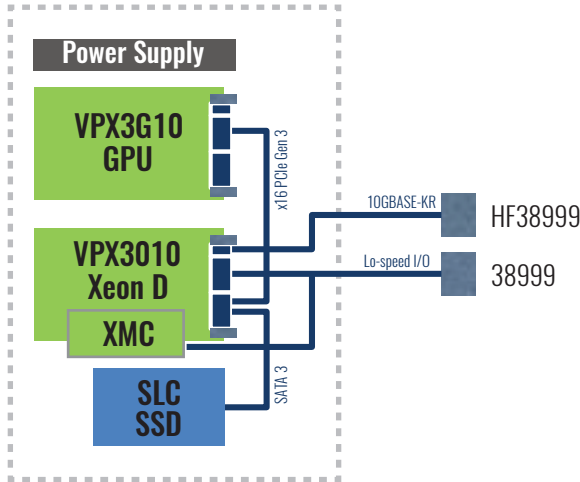 Power Supply
VPX3G10
GPU
x16 PCIe Gen 3
10GBASE-KR
HF38999
VPX3010
Xeon D
Lo-speed I/O
38999
XMC
SATA 3
SLC
SSD